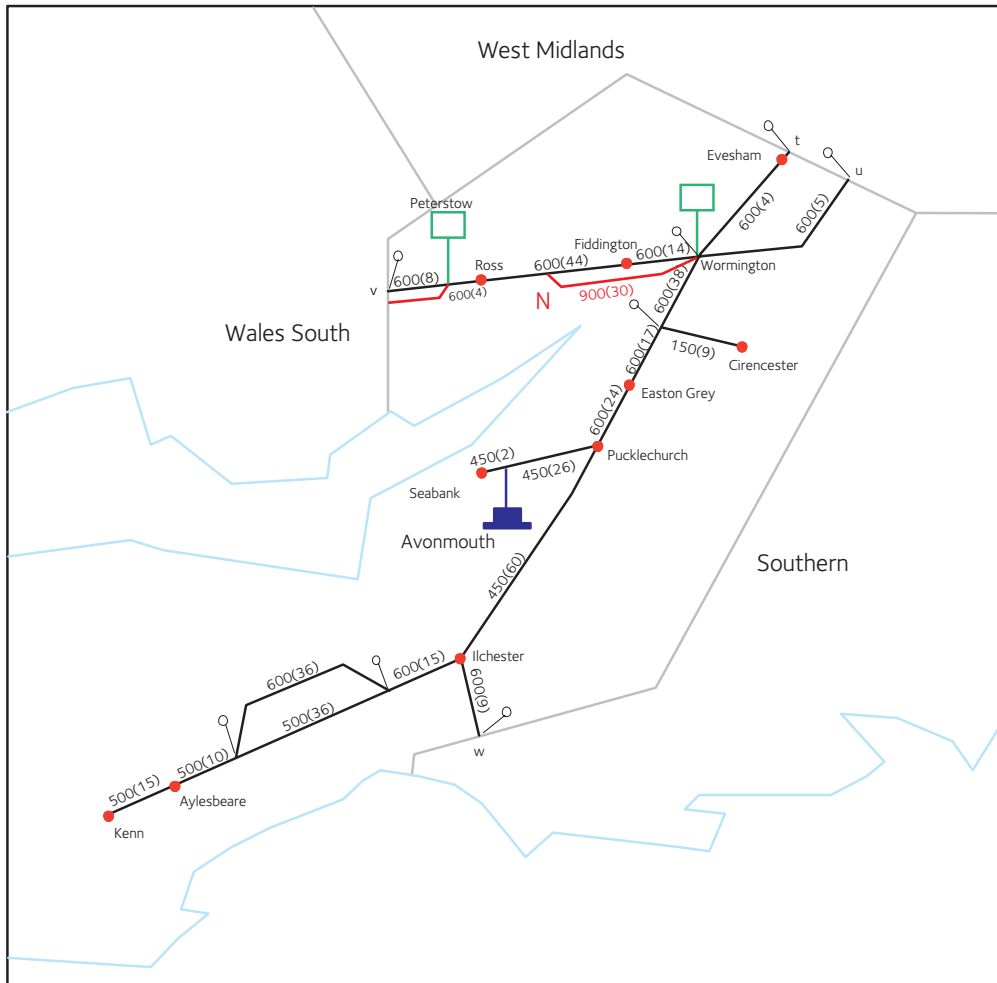 West Midlands
t
Evesham
u
600(4)
600(5)
Peterstow
Fiddington
600(14)
Wormington
Ross
600(44)
600(8)
600(4)
v
N
900(30)
600(38)
Wales South
600(17)
150(9)
Cirencester
Easton Grey
600(24)
Pucklechurch
450(2)
450(26)
Seabank
Avonmouth
Southern
450(60)
Ilchester
600(15)
600(36)
600(9)
500(36)
w
500(10)
500(15)
Aylesbeare
Kenn